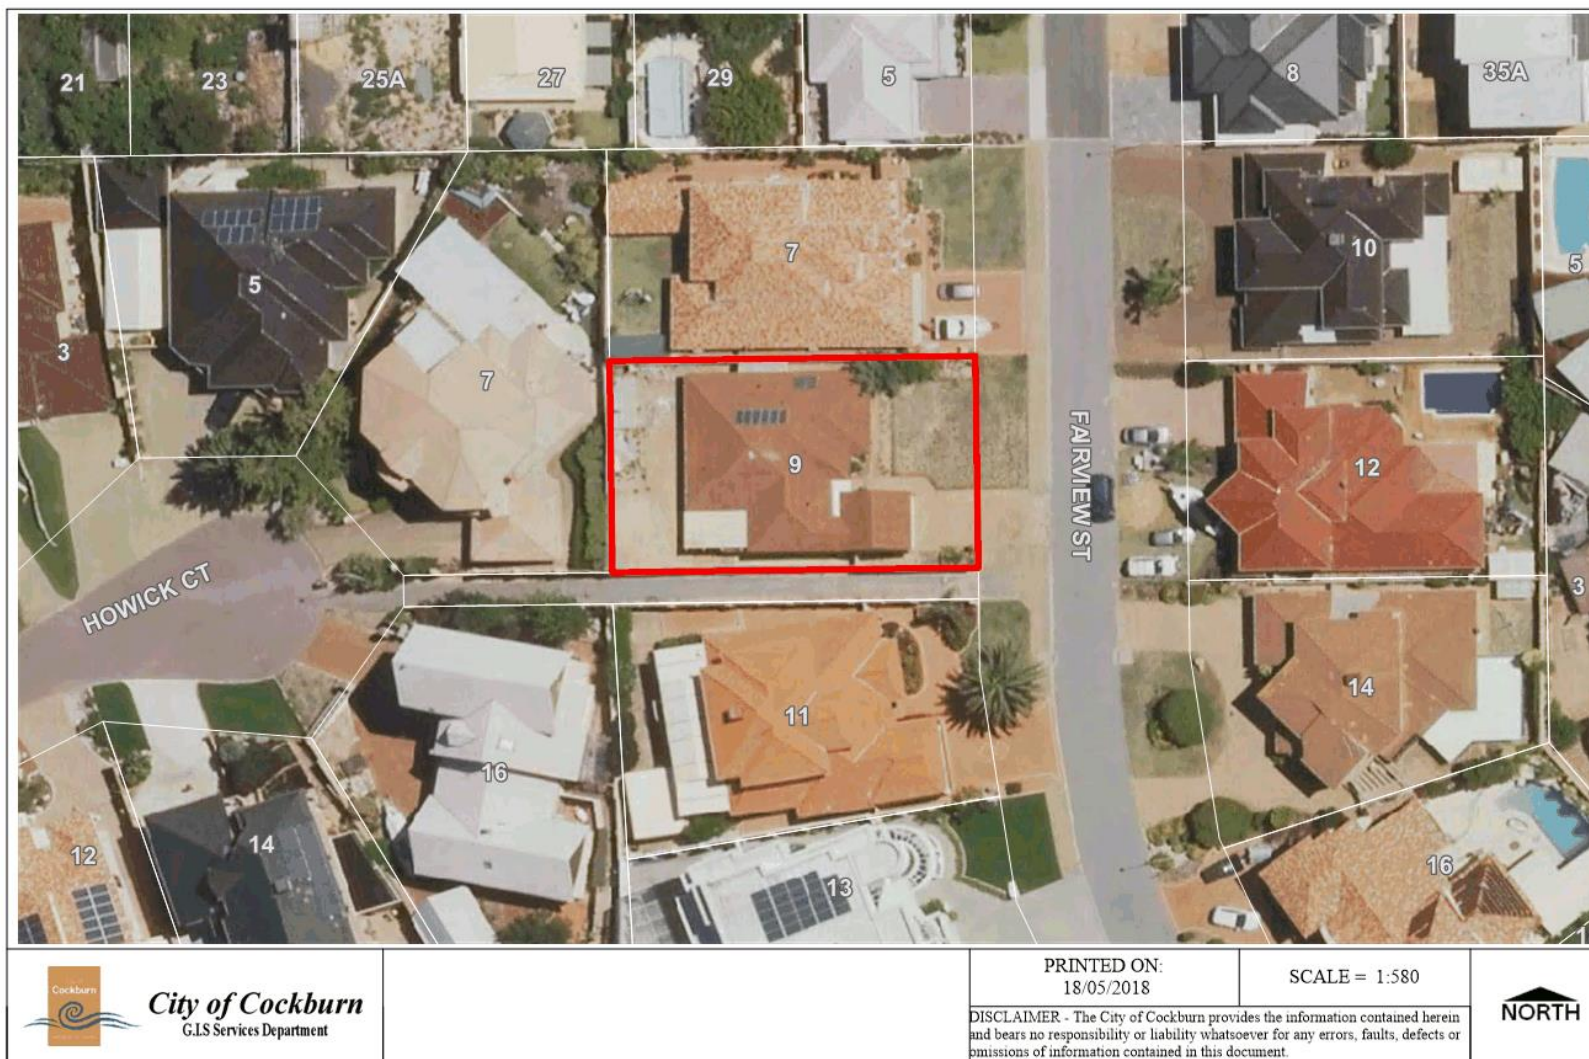 21
23
25A
27
29
5
8
35A
5
7
7
10
5
3
9
12
FAIRVIEW ST
HOWICK CT
3
14
11
16
12
14
13
16
1
Cockburn
City of Cockburn
G.I.S Services Department
PRINTED ON:
18/05/2018
SCALE = 1:580
DISCLAIMER - The City of Cockburn provides the information contained herein
and bears no responsibility or liability whatsoever for any errors, faults, defects or
omissions of information contained in this document.
NORTH